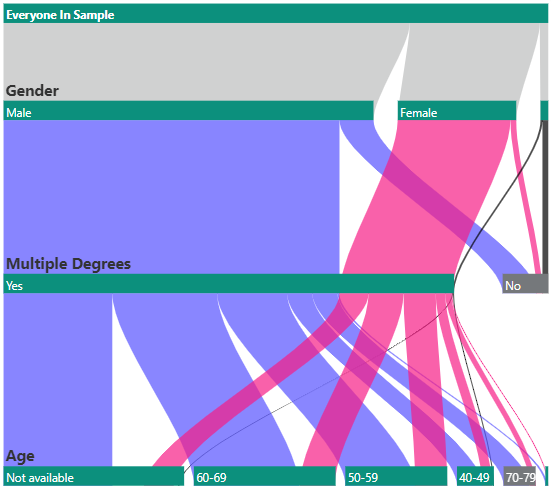 Everyone In Sample
Gender
Male Female
Multiple Degrees
Yes No
Age
Not available 60-69 50-59 40-49 70-79